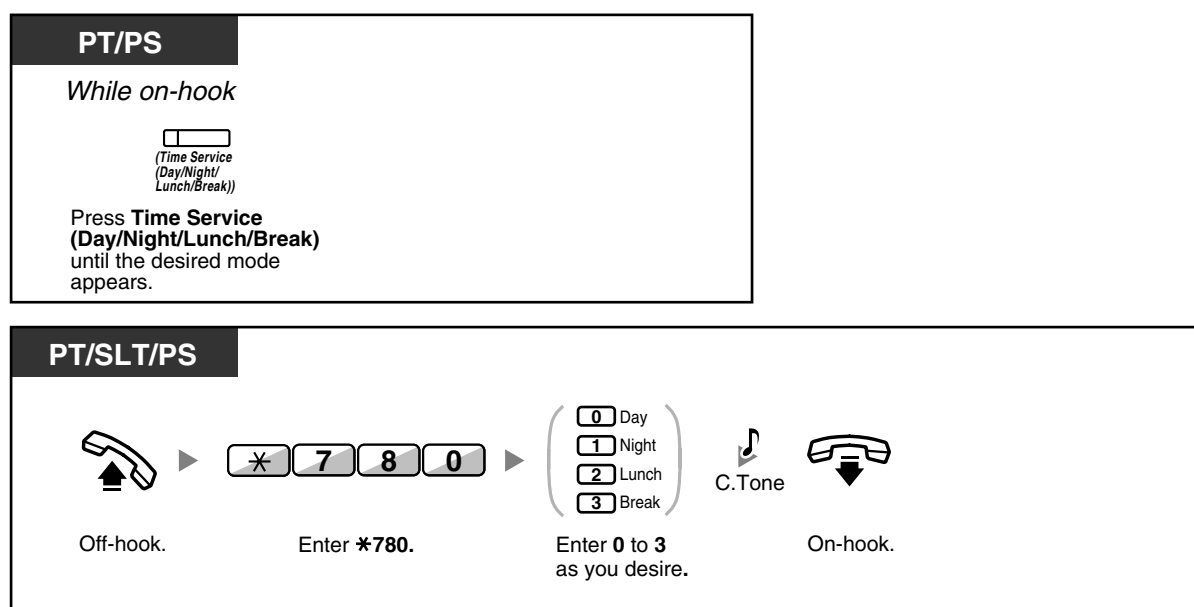 PT/PS
While on-hook
(Time Service
(Day/Night/
Lunch/Break))
Press Time Service
(Day/Night/Lunch/Break)
until the desired mode
appears.
PT/SLT/PS
0 Day
1 Night
2 Lunch
3 Break
* 7 8 0
C.Tone
Off-hook.
Enter *780.
Enter 0 to 3
as you desire.
On-hook.